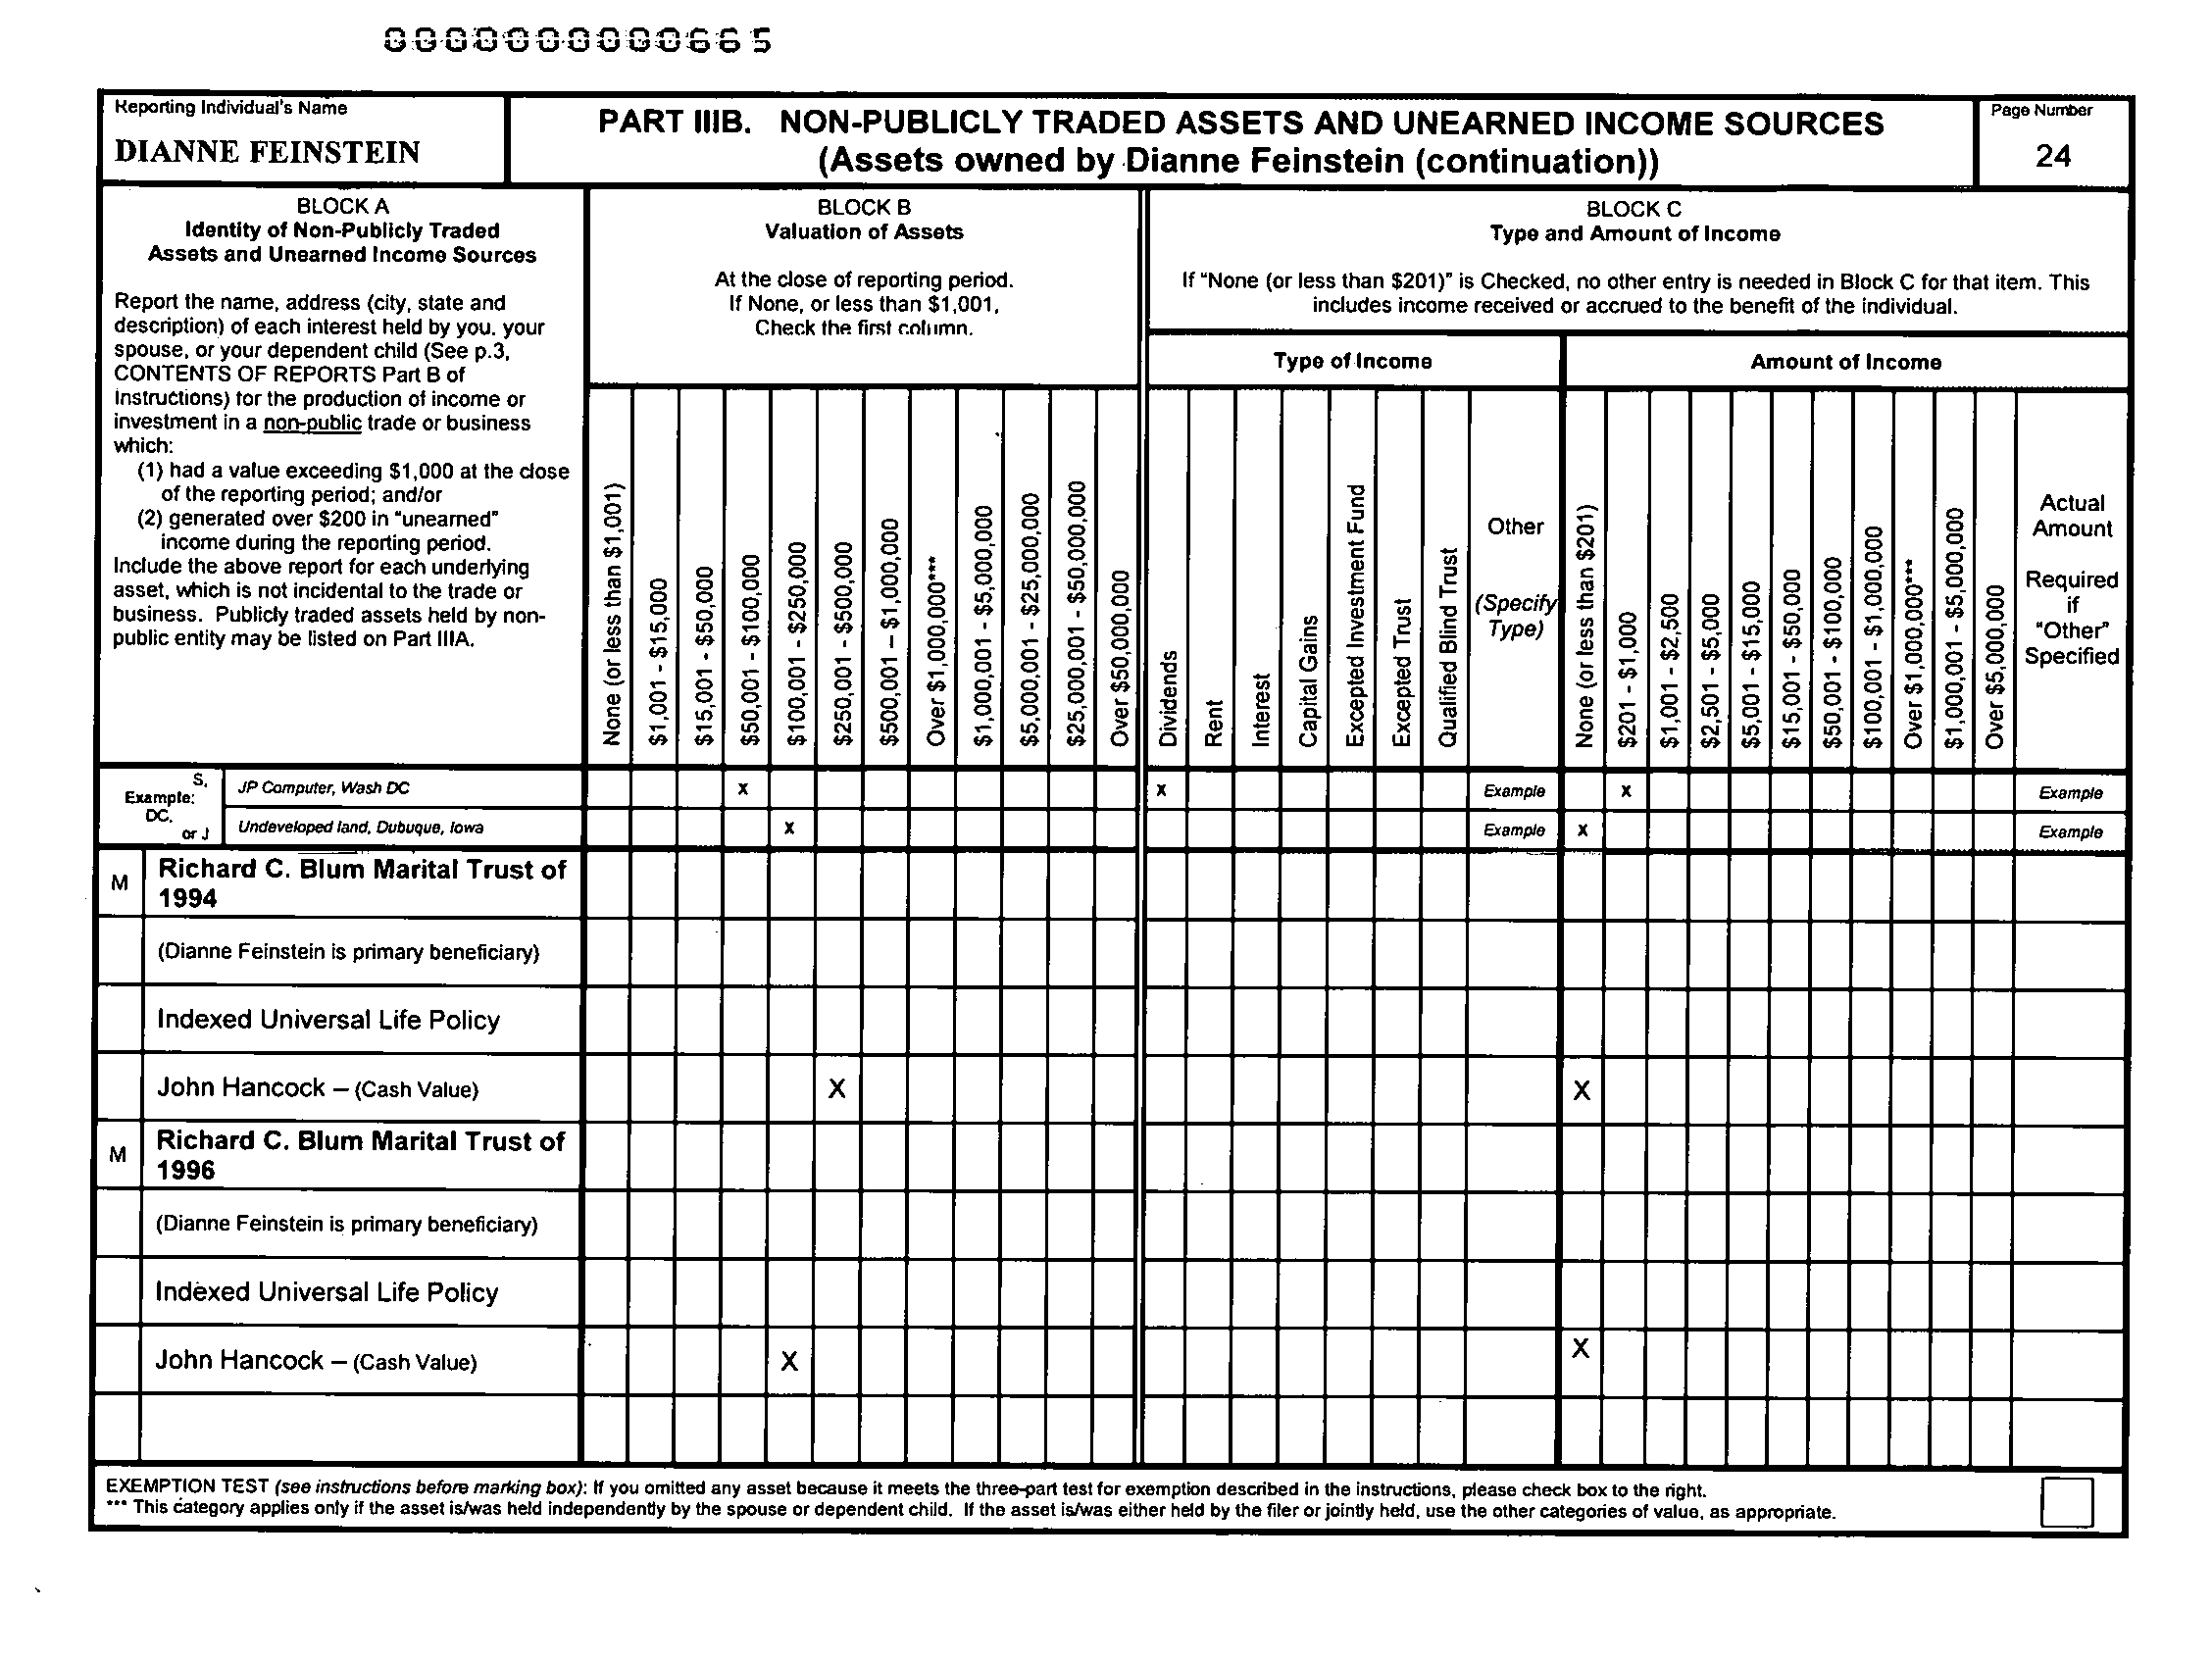 000000000665
Reporting Individual's Name
DIANNE FEINSTEIN
PART IIIB. NON-PUBLICLY TRADED ASSETS AND UNEARNED INCOME SOURCES
(Assets owned by Dianne Feinstein (continuation))
Page Number
24
BLOCK A
Identity of Non-Publicly Traded
Assets and Unearned Income Sources
Report the name, address (city, state and
description) of each interest held by you, your
spouse, or your dependent child (See p.3,
CONTENTS OF REPORTS Part B of
Instructions) for the production of income or
investment in a non-public trade or business
which:
(1) had a value exceeding $1,000 at the close
of the reporting period; and/or
(2) generated over $200 in "unearned"
income during the reporting period.
Include the above report for each underlying
asset, which is not incidental to the trade or
business. Publicly traded assets held by non-
public entity may be listed on Part IIIA.
BLOCK B
Valuation of Assets
At the close of reporting period.
If None, or less than $1,001,
Check the first column.
None (or less than $1,001)
$1,001 - $15,000
$15,001 - $50,000
$50,001 - $100,000
$100,001 - $250,000
$250,001 - $500,000
$500,001 – $1,000,000
Over $1,000,000***
$1,000,001 - $5,000,000
$5,000,001 - $25,000,000
$25,000,001 - $50,000,000
Over $50,000,000
BLOCK C
Type and Amount of Income
If "None (or less than $201)" is Checked, no other entry is needed in Block C for that item. This
includes income received or accrued to the benefit of the individual.
Type of Income
Dividends
Rent
Interest
Capital Gains
Excepted Investment Fund
Excepted Trust
Qualified Blind Trust
Other
(Specify
Type)
Amount of Income
None (or less than $201)
$201 - $1,000
$1,001 - $2,500
$2,501 - $5,000
$5,001 - $15,000
$15,001 - $50,000
$50,001 - $100,000
$100,001 - $1,000,000
Over $1,000,000***
$1,000,001 - $5,000,000
Over $5,000,000
Actual
Amount
Required
if
"Other"
Specified
S,
Example:
DC,
or J
JP Computer, Wash DC x x Example x Example
Undeveloped land, Dubuque, Iowa x Example x Example
M Richard C. Blum Marital Trust of
1994
(Dianne Feinstein is primary beneficiary)
Indexed Universal Life Policy
John Hancock – (Cash Value) X X
M Richard C. Blum Marital Trust of
1996
(Dianne Feinstein is primary beneficiary)
Indexed Universal Life Policy
John Hancock – (Cash Value) X X
EXEMPTION TEST (see instructions before marking box): If you omitted any asset because it meets the three-part test for exemption described in the instructions, please check box to the right.
*** This category applies only if the asset is/was held independently by the spouse or dependent child. If the asset is/was either held by the filer or jointly held, use the other categories of value, as appropriate.